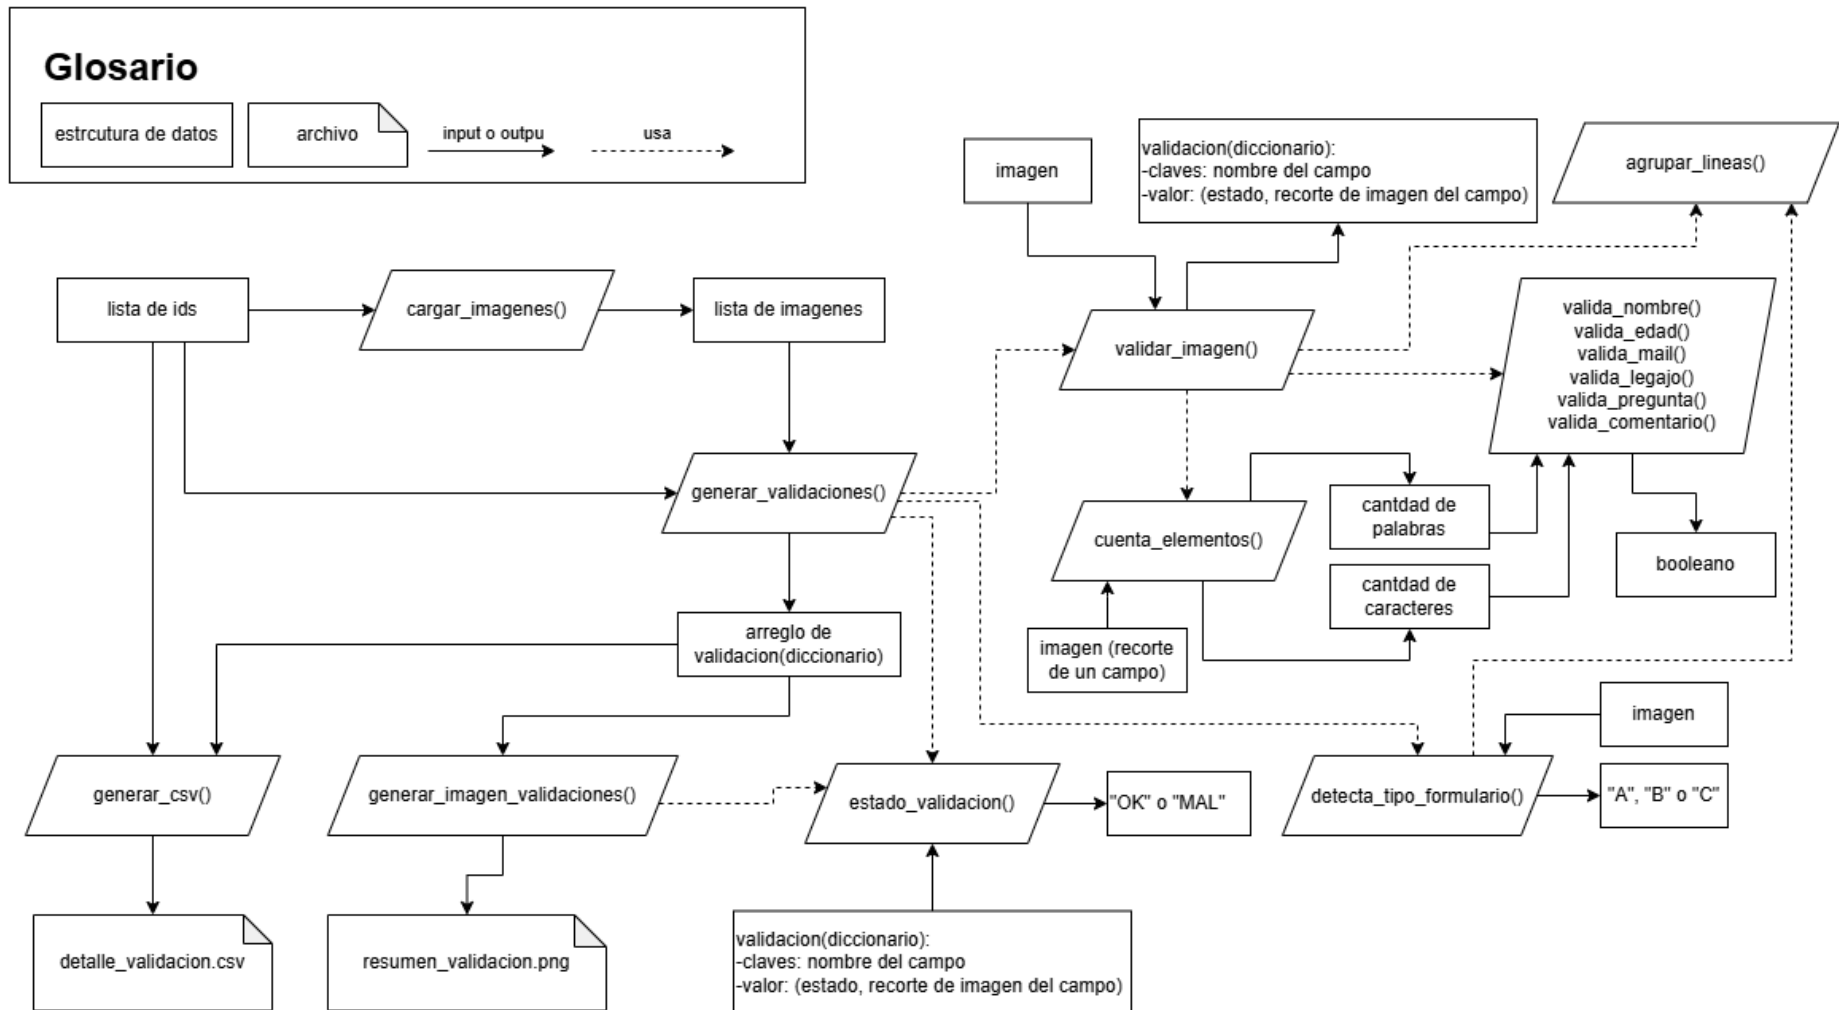 Glosario
estrcutura de datos
archivo
input o outpu
usa
imagen
validacion(diccionario):
-claves: nombre del campo
-valor: (estado, recorte de imagen del campo)
agrupar_lineas()
lista de ids
cargar_imagenes()
lista de imagenes
validar_imagen()
valida_nombre()
valida_edad()
valida_mail()
valida_legajo()
valida_pregunta()
valida_comentario()
generar_validaciones()
cuenta_elementos()
cantdad de
palabras
booleano
cantdad de
caracteres
arreglo de
validacion(diccionario)
imagen (recorte
de un campo)
imagen
generar_csv()
generar_imagen_validaciones()
estado_validacion()
"OK" o "MAL"
detecta_tipo_formulario()
"A", "B" o "C"
detalle_validacion.csv
resumen_validacion.png
validacion(diccionario):
-claves: nombre del campo
-valor: (estado, recorte de imagen del campo)